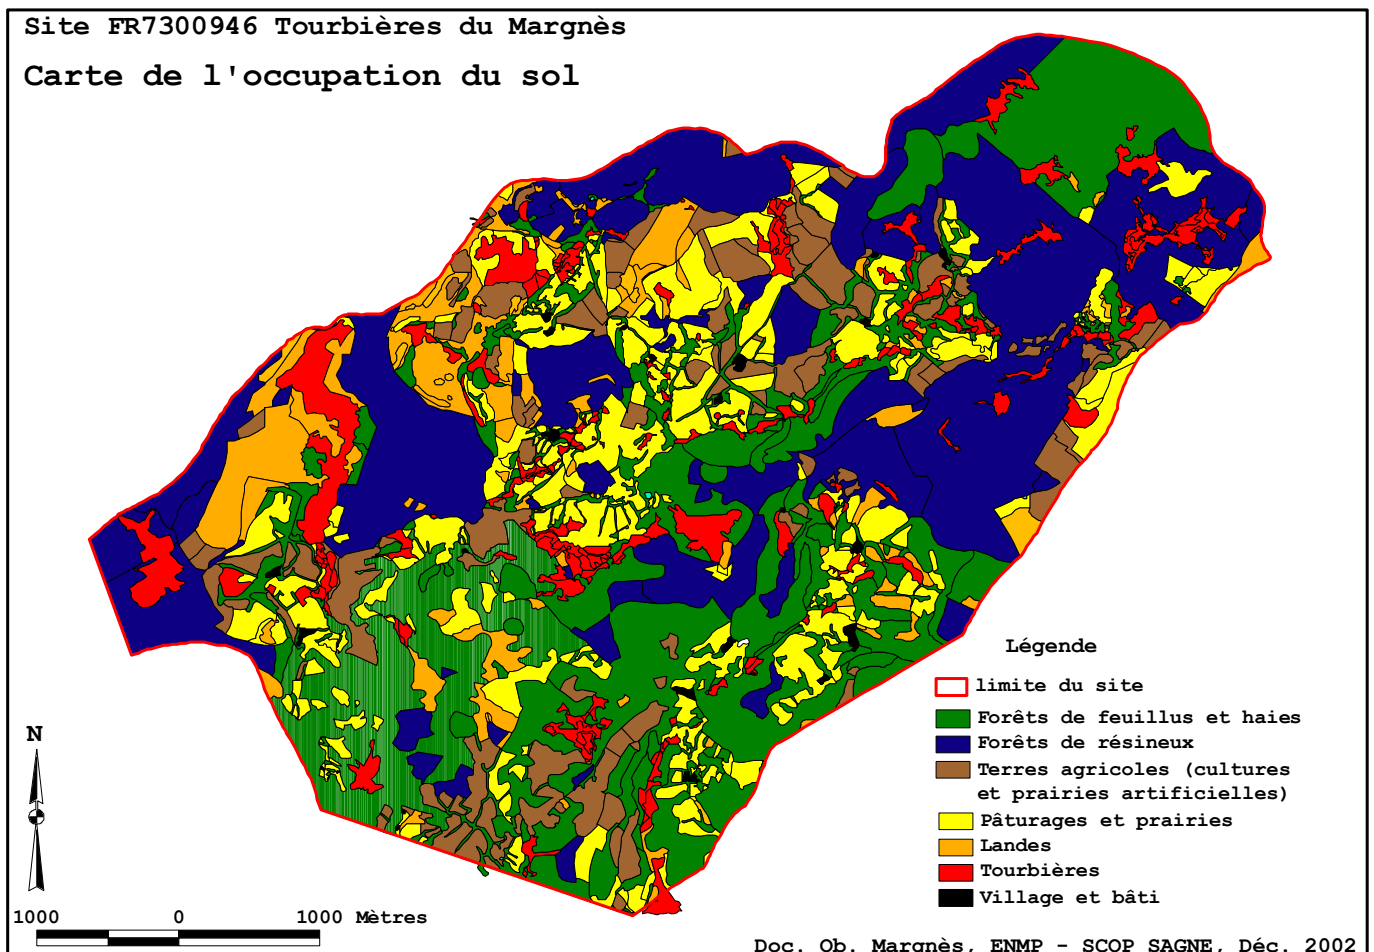 Site FR7300946 Tourbières du Margnès
Carte de l'occupation du sol
Légende
limite du site
Forêts de feuillus et haies
Forêts de résineux
Terres agricoles (cultures
et prairies artificielles)
Pâturages et prairies
Landes
Tourbières
Village et bâti
N
1000 0 1000 Mètres
Doc. Ob. Margnès, ENMP - SCOP SAGNE, Déc. 2002